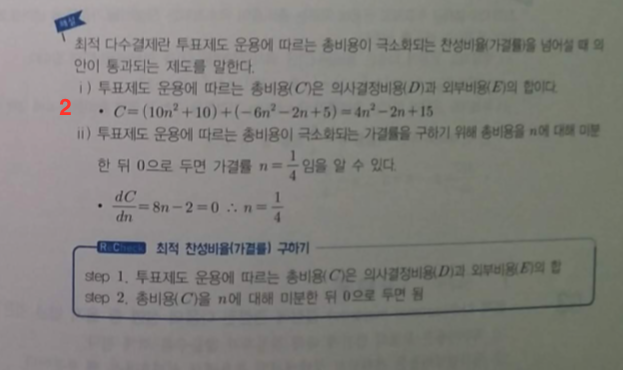 해설
최적 다수결제란 투표제도 운용에 따르는 총비용이 극소화되는 찬성비율(가결률)을 넘어설 때 의
안이 통과되는 제도를 말한다.
ⅰ) 투표제도 운용에 따르는 총비용(C)은 의사결정비용(D)과 외부비용(E)의 합이다.
2 • C=(10n²+10)+(-6n²-2n+5)=4n²-2n+15
ⅱ) 투표제도 운용에 따르는 총비용이 극소화되는 가결률을 구하기 위해 총비용을 n에 대해 미분
한 뒤 0으로 두면 가결률 n=1/4임을 알 수 있다.
• dC/dn=8n-2=0 ∴ n=1/4
Re Check 최적 찬성비율(가결률) 구하기
step 1. 투표제도 운용에 따르는 총비용(C)은 의사결정비용(D)과 외부비용(E)의 합
step 2. 총비용(C)을 n에 대해 미분한 뒤 0으로 두면 됨